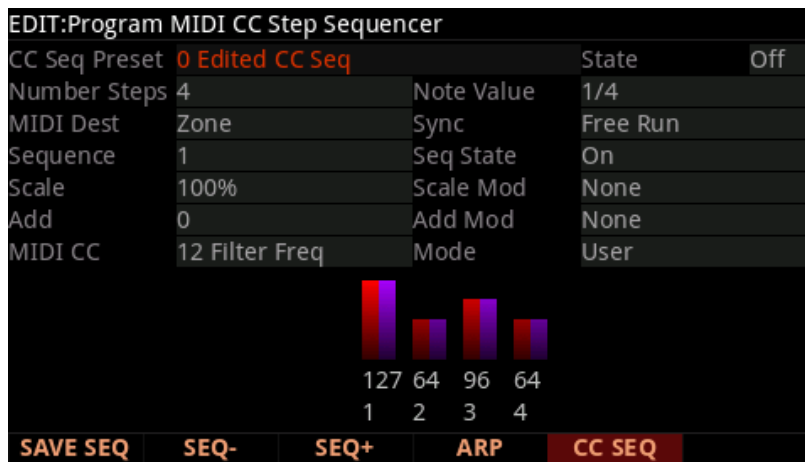 EDIT:Program MIDI CC Step Sequencer
CC Seq Preset 0 Edited CC Seq State Off
Number Steps 4 Note Value 1/4
MIDI Dest Zone Sync Free Run
Sequence 1 Seq State On
Scale 100% Scale Mod None
Add 0 Add Mod None
MIDI CC 12 Filter Freq Mode User
127 64 96 64
1 2 3 4
SAVE SEQ SEQ- SEQ+ ARP CC SEQ